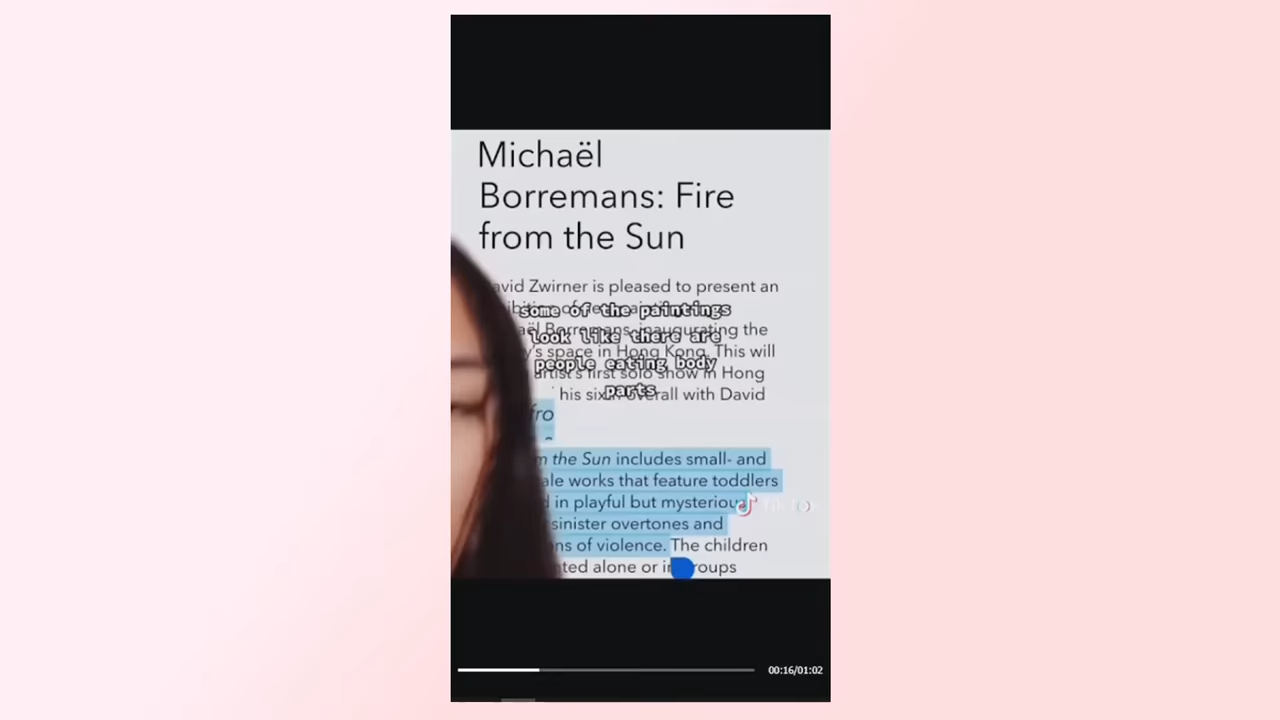 Michaël
Borremans: Fire
from the Sun
avid Zwirner is pleased to present an
some of the paintings
aël Borremans, inaugurating the
look like there are
y's space in Hong Kong. This will
people eating body
artist's first solo show in Hong
parts
his sixth overall with David
fro
m the Sun includes small- and
ale works that feature toddlers
d in playful but mysterious
TikTok
sinister overtones and
ns of violence. The children
nted alone or in groups
00:16/01:02